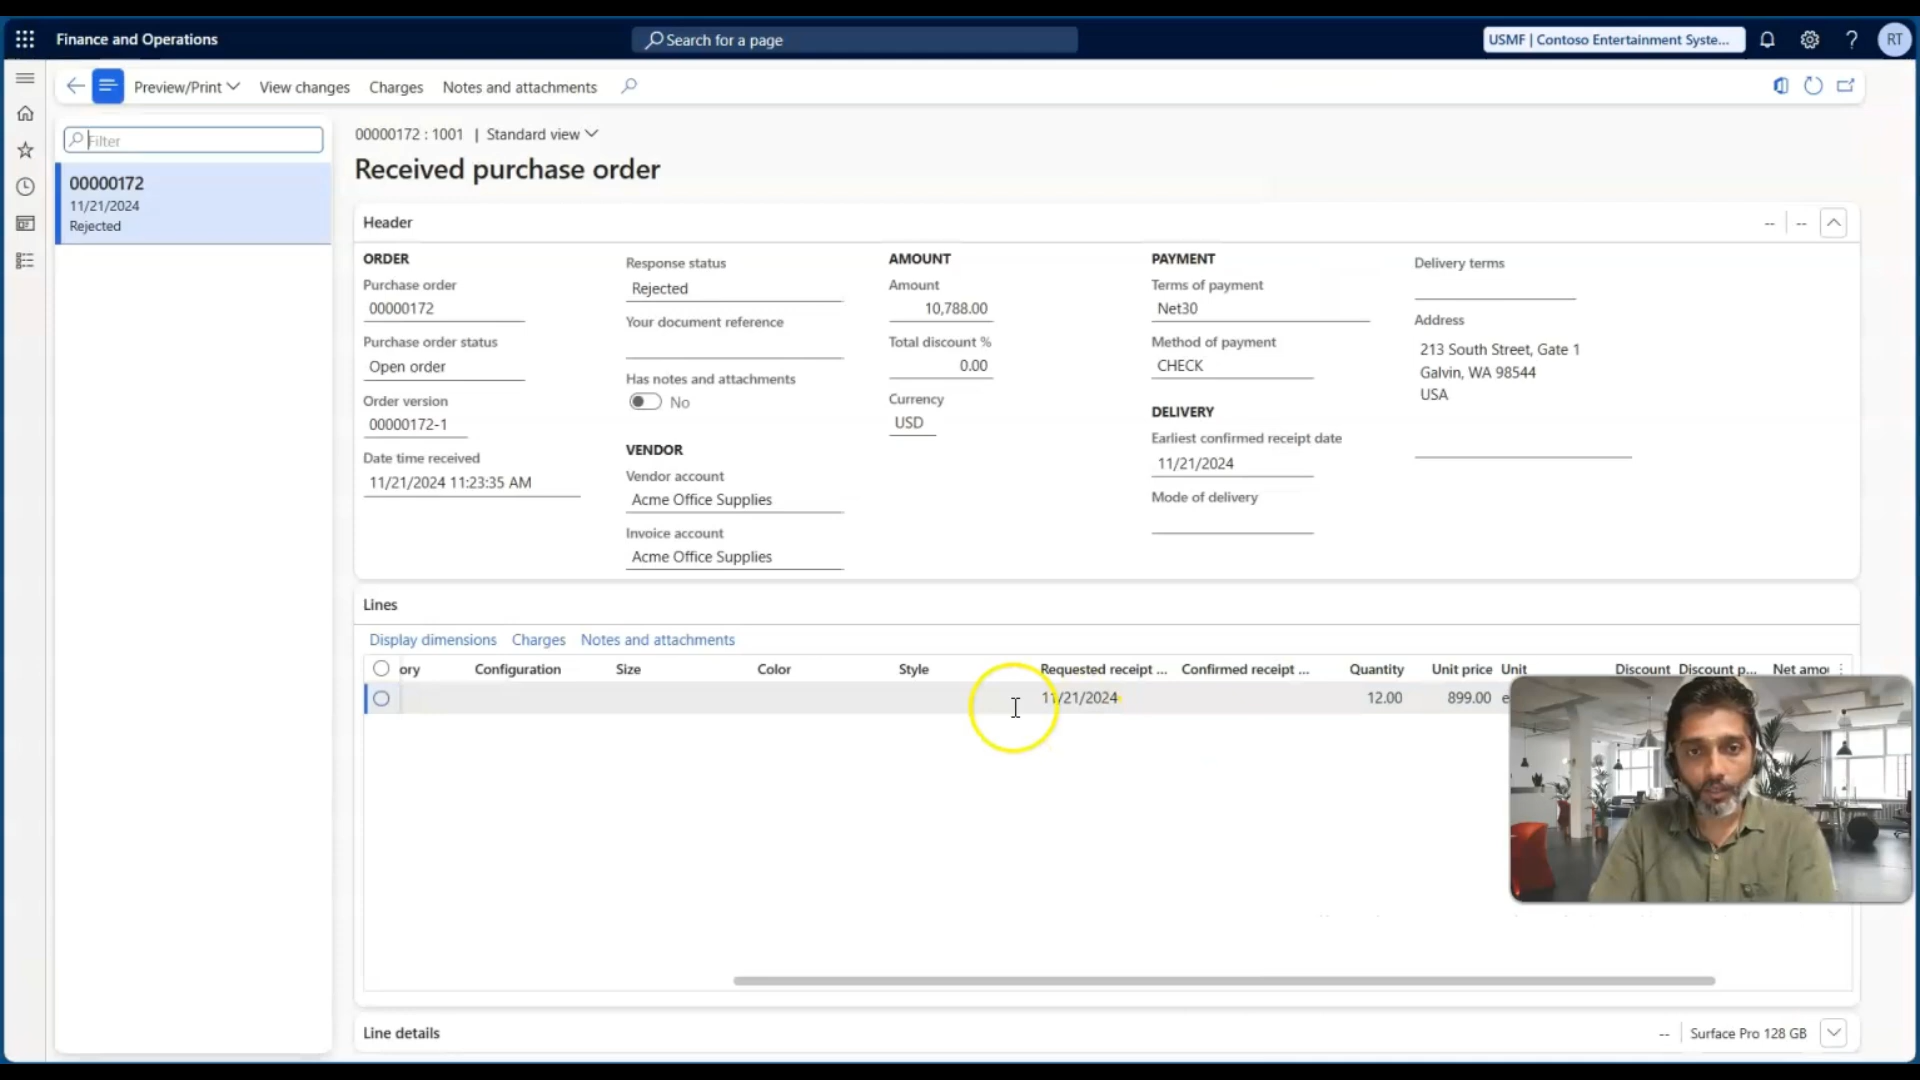 Finance and Operations
Search for a page
USMF | Contoso Entertainment Syste...
?
RT
Preview/Print
View changes
Charges
Notes and attachments
Filter
00000172
11/21/2024
Rejected
00000172 : 1001 | Standard view
Received purchase order
Header
-- | --
ORDER
Purchase order
00000172
Purchase order status
Open order
Order version
00000172-1
Date time received
11/21/2024 11:23:35 AM
Response status
Rejected
Your document reference
Has notes and attachments
No
VENDOR
Vendor account
Acme Office Supplies
Invoice account
Acme Office Supplies
AMOUNT
Amount
10,788.00
Total discount %
0.00
Currency
USD
PAYMENT
Terms of payment
Net30
Method of payment
CHECK
DELIVERY
Earliest confirmed receipt date
11/21/2024
Mode of delivery
Delivery terms
Address
213 South Street, Gate 1
Galvin, WA 98544
USA
Lines
Display dimensions Charges Notes and attachments
ory Configuration Size Color Style Requested receipt ... Confirmed receipt ... Quantity Unit price Unit Discount Discount p... Net amo
11/21/2024 12.00 899.00 e
Line details
-- | Surface Pro 128 GB